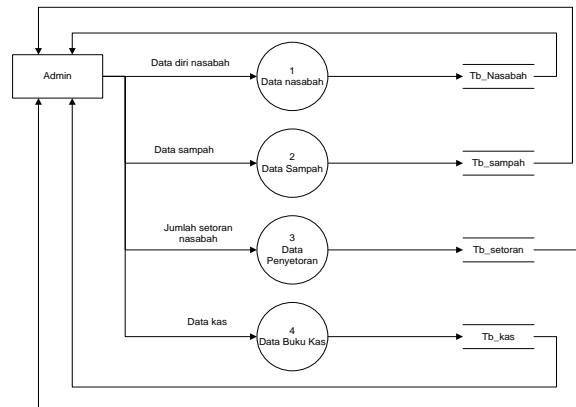 Admin
Data diri nasabah
1
Data nasabah
Tb_Nasabah
Data sampah
2
Data Sampah
Tb_sampah
Jumlah setoran
nasabah
3
Data
Penyetoran
Tb_setoran
Data kas
4
Data Buku Kas
Tb_kas